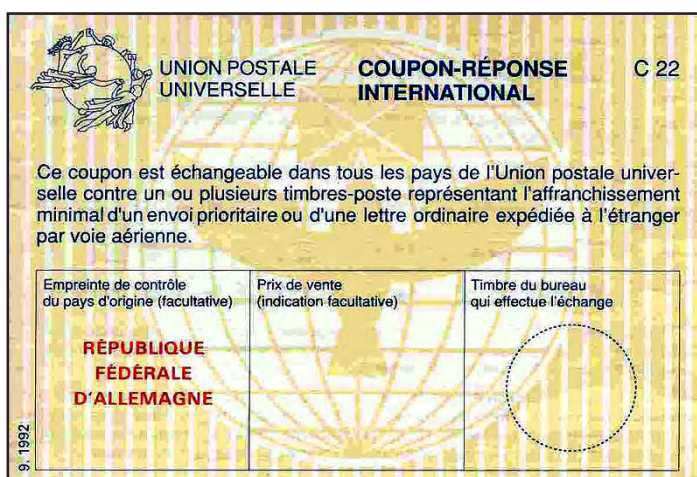 UNION POSTALE
UNIVERSELLE
COUPON-RÉPONSE
INTERNATIONAL
C 22
Ce coupon est échangeable dans tous les pays de l'Union postale univer-
selle contre un ou plusieurs timbres-poste représentant l'affranchissement
minimal d'un envoi prioritaire ou d'une lettre ordinaire expédiée à l'étranger
par voie aérienne.
Empreinte de contrôle
du pays d'origine (facultative)
Prix de vente
(indication facultative)
Timbre du bureau
qui effectue l'échange
RÉPUBLIQUE
FÉDÉRALE
D'ALLEMAGNE
9.1992